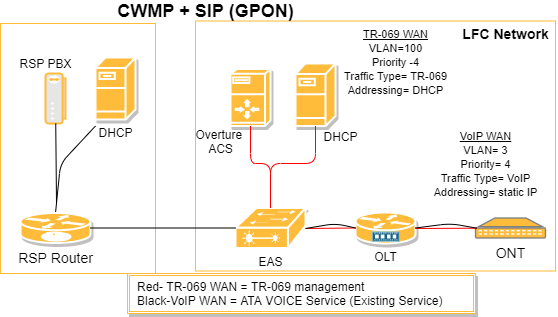 CWMP + SIP (GPON)
TR-069 WAN
VLAN=100
Priority -4
Traffic Type= TR-069
Addressing= DHCP
LFC Network
RSP PBX
DHCP
Overture
ACS
DHCP
VoIP WAN
VLAN= 3
Priority= 4
Traffic Type= VoIP
Addressing= static IP
RSP Router
EAS
OLT
ONT
Red- TR-069 WAN = TR-069 management
Black-VoIP WAN = ATA VOICE Service (Existing Service)